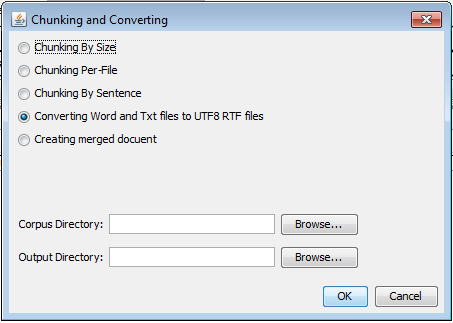 Chunking and Converting
Chunking By Size
Chunking Per-File
Chunking By Sentence
Converting Word and Txt files to UTF8 RTF files
Creating merged docuent
Corpus Directory: Browse...
Output Directory: Browse...
OK Cancel